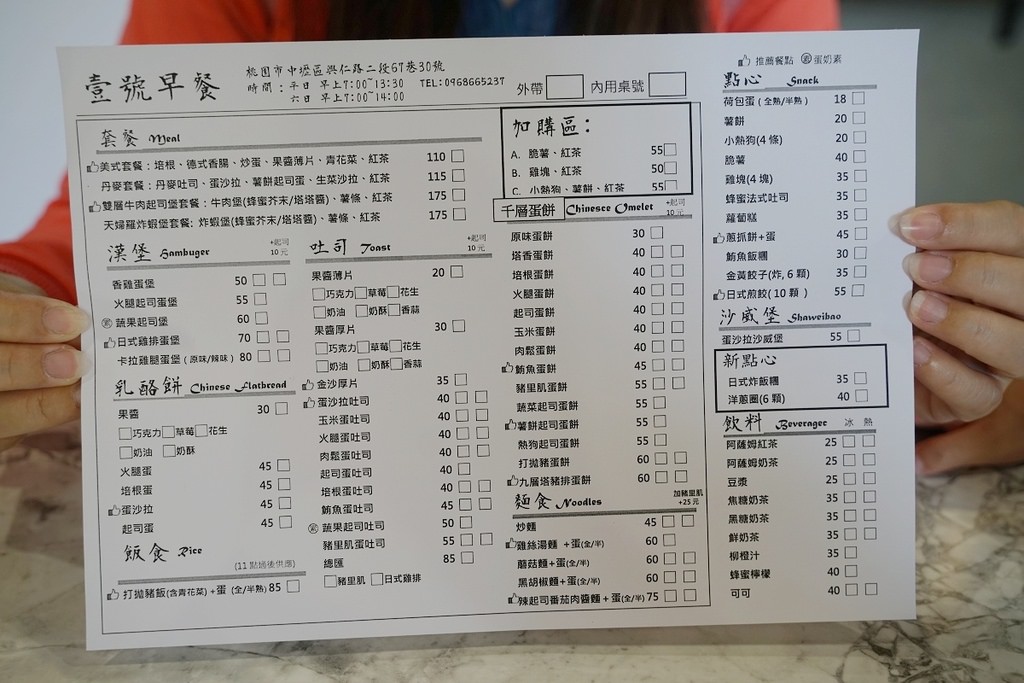 壹號早餐
桃園市中壢區興仁路二段67巷30號
時間：平日 早上7:00~13:30 TEL:0968665237
六日 早上7:00~14:00
外帶 內用桌號
套餐 Meal
美式套餐：培根、德式香腸、炒蛋、果醬薄片、青花菜、紅茶 110
丹麥套餐：丹麥吐司、蛋沙拉、薯餅起司蛋、生菜沙拉、紅茶 115
雙層牛肉起司堡套餐：牛肉堡(蜂蜜芥末/塔塔醬)、薯條、紅茶 175
天婦羅炸蝦堡套餐: 炸蝦堡(蜂蜜芥末/塔塔醬)、薯條、紅茶 175
加購區：
A. 脆薯、紅茶 55
B. 雞塊、紅茶 50
C. 小熱狗、薯餅、紅茶 55
漢堡 Hambuger +起司10元
香雞蛋堡 50
火腿起司蛋堡 55
素 蔬果起司堡 60
日式雞排蛋堡 70
卡拉雞腿蛋堡 (原味/辣味) 80
乳酪餅 Chinese Flatbread
果醬 30
巧克力 草莓 花生
奶油 奶酥
火腿蛋 45
培根蛋 45
蛋沙拉 45
起司蛋 45
飯食 Rice
(11點過後供應)
打拋豬飯(含青花菜)+蛋 (全/半熟) 85
吐司 Toast +起司10元
果醬薄片 20
巧克力 草莓 花生
奶油 奶酥 香蒜
果醬厚片 30
巧克力 草莓 花生
奶油 奶酥 香蒜
金沙厚片 35
蛋沙拉吐司 40
玉米蛋吐司 40
火腿蛋吐司 40
肉鬆蛋吐司 40
起司蛋吐司 40
培根蛋吐司 45
鮪魚蛋吐司 45
素 蔬果起司吐司 50
豬里肌蛋吐司 55
總匯 85
豬里肌 日式雞排
千層蛋餅 Chinesce Omelet +起司10元
原味蛋餅 30
塔香蛋餅 40
培根蛋餅 40
火腿蛋餅 40
起司蛋餅 40
玉米蛋餅 40
肉鬆蛋餅 40
鮪魚蛋餅 40
豬里肌蛋餅 55
蔬菜起司蛋餅 55
薯餅起司蛋餅 55
熱狗起司蛋餅 55
打拋豬蛋餅 60
九層塔豬排蛋餅 60
麵食 Noodles 加豬里肌+25元
炒麵 45
雞絲湯麵 +蛋(全/半) 60
蘑菇麵+蛋(全/半) 60
黑胡椒麵+蛋(全/半) 60
辣起司番茄肉醬麵+蛋(全/半) 75
推薦餐點 素 蛋奶素
點心 Snack
荷包蛋 (全熟/半熟) 18
薯餅 20
小熱狗(4條) 20
脆薯 40
雞塊(4塊) 35
蜂蜜法式吐司 35
蘿蔔糕 35
蔥抓餅+蛋 45
鮪魚飯糰 30
金黃餃子(炸, 6顆) 35
日式煎餃(10顆) 55
沙威堡 Shaweibao
蛋沙拉沙威堡 55
新點心
日式炸飯糰 35
洋蔥圈(6顆) 40
飲料 Beverager 冰 熱
阿薩姆紅茶 25
阿薩姆奶茶 25
豆漿 25
焦糖奶茶 35
黑糖奶茶 35
鮮奶茶 35
柳橙汁 35
蜂蜜檸檬 40
可可 40